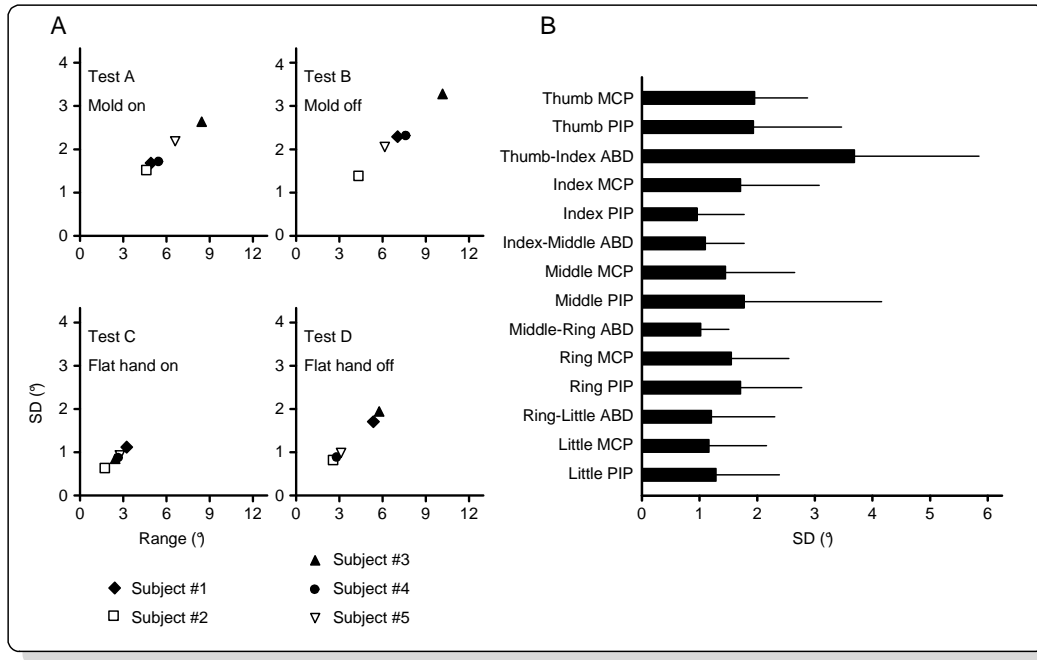 A
B
4
3
2
1
0
Test A
Mold on
0 3 6 9 12
4
3
2
1
0
Test B
Mold off
0 3 6 9 12
4
3
2
1
0
Test C
Flat hand on
0 3 6 9 12
4
3
2
1
0
Test D
Flat hand off
0 3 6 9 12
SD (°)
Range (°)
Subject #1
Subject #2
Subject #3
Subject #4
Subject #5
Thumb MCP
Thumb PIP
Thumb-Index ABD
Index MCP
Index PIP
Index-Middle ABD
Middle MCP
Middle PIP
Middle-Ring ABD
Ring MCP
Ring PIP
Ring-Little ABD
Little MCP
Little PIP
0 1 2 3 4 5 6
SD (°)